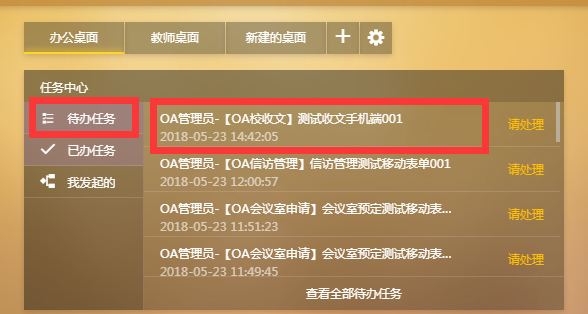 办公桌面 教师桌面 新建的桌面
任务中心
待办任务
已办任务
我发起的
OA管理员-【OA校收文】测试收文手机端001
2018-05-23 14:42:05
请处理
OA管理员-【OA信访管理】信访管理测试移动表单001
2018-05-23 12:00:57
请处理
OA管理员-【OA会议室申请】会议室预定测试移动表...
2018-05-23 11:51:23
请处理
OA管理员-【OA会议室申请】会议室预定测试移动表...
2018-05-23 11:49:45
请处理
查看全部待办任务